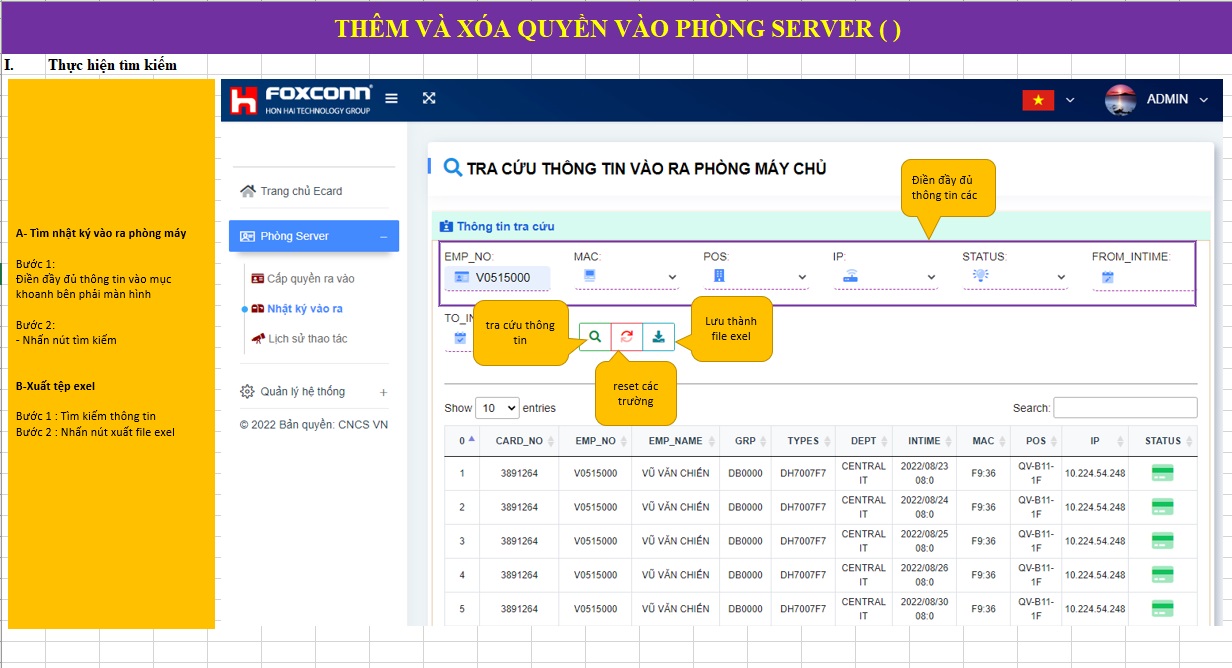 THÊM VÀ XÓA QUYỀN VÀO PHÒNG SERVER ( )
I. Thực hiện tìm kiếm
A- Tìm nhật ký vào ra phòng máy
Bước 1:
Điền đầy đủ thông tin vào mục
khoanh bên phải màn hình
Bước 2:
- Nhấn nút tìm kiếm
B-Xuất tệp exel
Bước 1 : Tìm kiếm thông tin
Bước 2 : Nhấn nút xuất file exel
FOXCONN®
HON HAI TECHNOLOGY GROUP
ADMIN
Trang chủ Ecard
Phòng Server –
Cấp quyền ra vào
Nhật ký vào ra
Lịch sử thao tác
Quản lý hệ thống +
© 2022 Bản quyền: CNCS VN
TRA CỨU THÔNG TIN VÀO RA PHÒNG MÁY CHỦ
Điền đầy đủ
thông tin các
Thông tin tra cứu
EMP_NO: MAC: POS: IP: STATUS: FROM_INTIME:
V0515000
TO_IN
tra cứu thông
tin
Lưu thành
file exel
reset các
trường
Show 10 entries Search:
0 CARD_NO EMP_NO EMP_NAME GRP TYPES DEPT INTIME MAC POS IP STATUS
1 3891264 V0515000 VŨ VĂN CHIẾN DB0000 DH7007F7 CENTRAL IT 2022/08/23 08:0 F9:36 QV-B11-1F 10.224.54.248
2 3891264 V0515000 VŨ VĂN CHIẾN DB0000 DH7007F7 CENTRAL IT 2022/08/24 08:0 F9:36 QV-B11-1F 10.224.54.248
3 3891264 V0515000 VŨ VĂN CHIẾN DB0000 DH7007F7 CENTRAL IT 2022/08/25 08:0 F9:36 QV-B11-1F 10.224.54.248
4 3891264 V0515000 VŨ VĂN CHIẾN DB0000 DH7007F7 CENTRAL IT 2022/08/26 08:0 F9:36 QV-B11-1F 10.224.54.248
5 3891264 V0515000 VŨ VĂN CHIẾN DB0000 DH7007F7 CENTRAL IT 2022/08/30 08:0 F9:36 QV-B11-1F 10.224.54.248